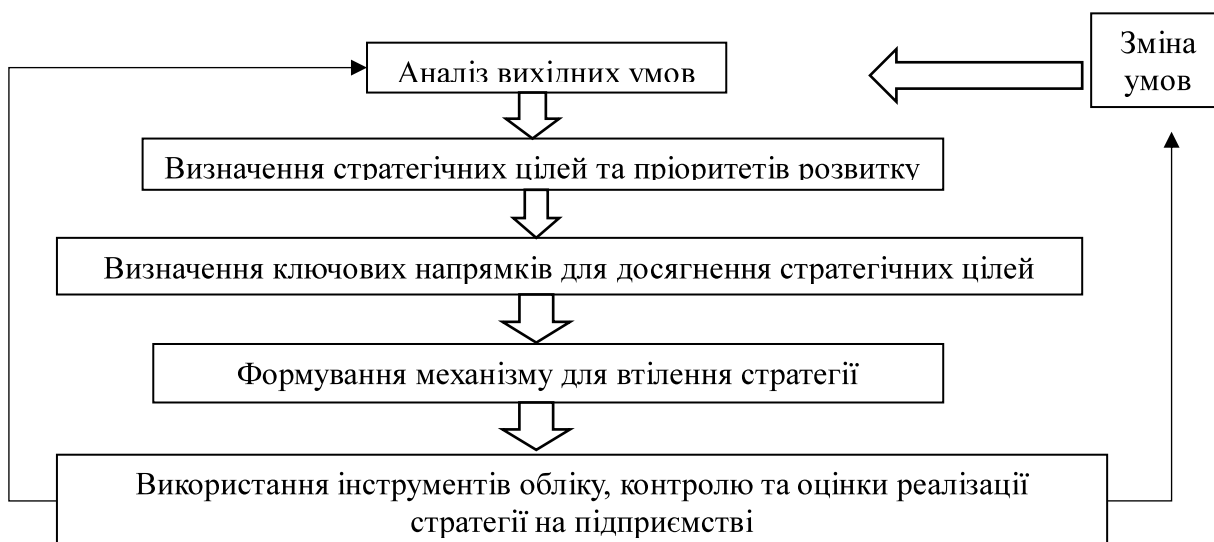 Зміна
умов
Аналіз вихідних умов
Визначення стратегічних цілей та пріоритетів розвитку
Визначення ключових напрямків для досягнення стратегічних цілей
Формування механізму для втілення стратегії
Використання інструментів обліку, контролю та оцінки реалізації
стратегії на підприємстві